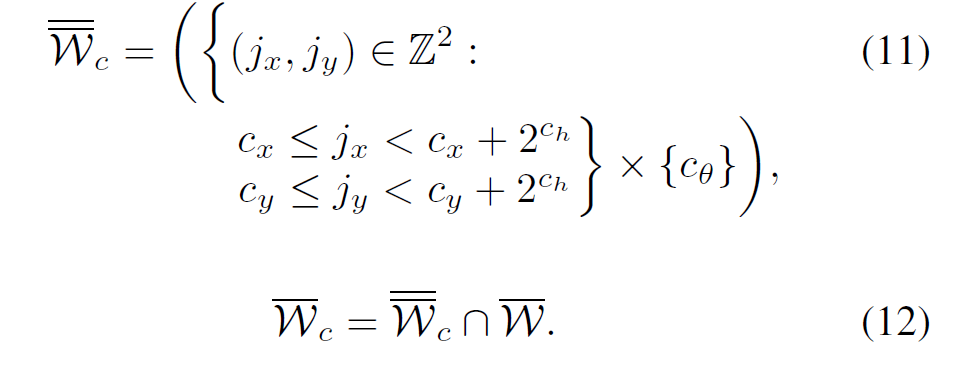 $\overline{\overline{\mathcal{W}}}_c = \Bigg( \bigg\{ (j_x, j_y) \in \mathbb{Z}^2 :$ (11)
$c_x \leq j_x < c_x + 2^{c_h}$
$c_y \leq j_y < c_y + 2^{c_h} \bigg\} \times \{c_\theta\} \Bigg),$
$\overline{\mathcal{W}}_c = \overline{\overline{\mathcal{W}}}_c \cap \overline{\mathcal{W}}.$ (12)